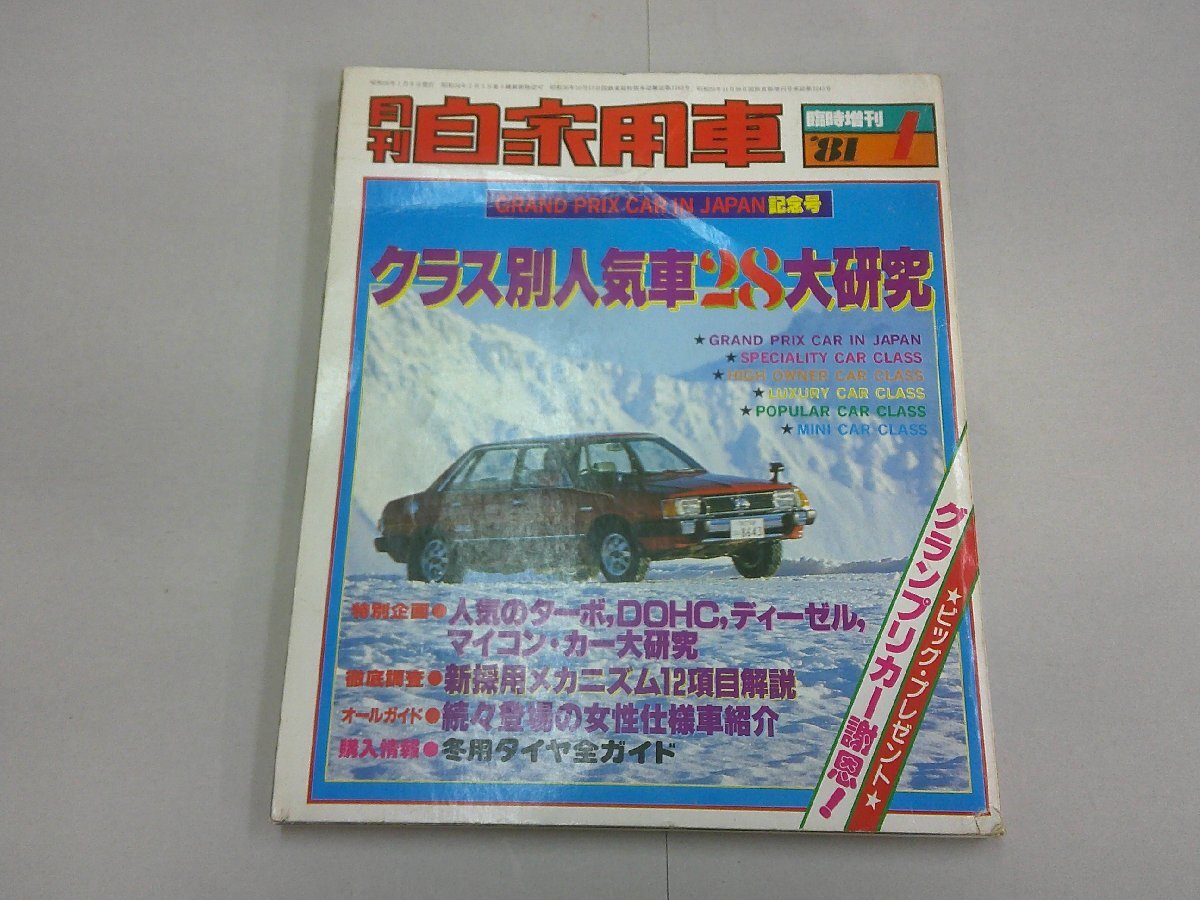 月刊 自家用車
臨時増刊
'81 1
GRAND PRIX CAR IN JAPAN 記念号
クラス別人気車28大研究
★GRAND PRIX CAR IN JAPAN
★SPECIALITY CAR CLASS
★HIGH OWNER CAR CLASS
★LUXURY CAR CLASS
★POPULAR CAR CLASS
★MINI CAR CLASS
特別企画●人気のターボ,DOHC,ディーゼル,
マイコン・カー大研究
徹底調査●新採用メカニズム12項目解説
オールガイド●続々登場の女性仕様車紹介
購入情報●冬用タイヤ全ガイド
グランプリカー謝恩!
★ビッグ・プレゼント★